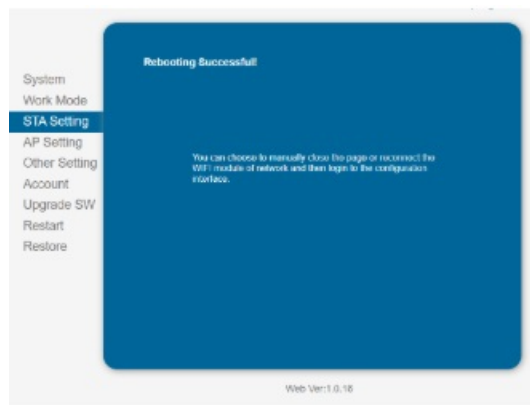 Rebooting Successful!
System
Work Mode
STA Setting
AP Setting
Other Setting
Account
Upgrade SW
Restart
Restore
You can choose to manually close the page or reconnect the
WIFI module of network and then login to the configuration
interface.
Web Ver:1.0.18